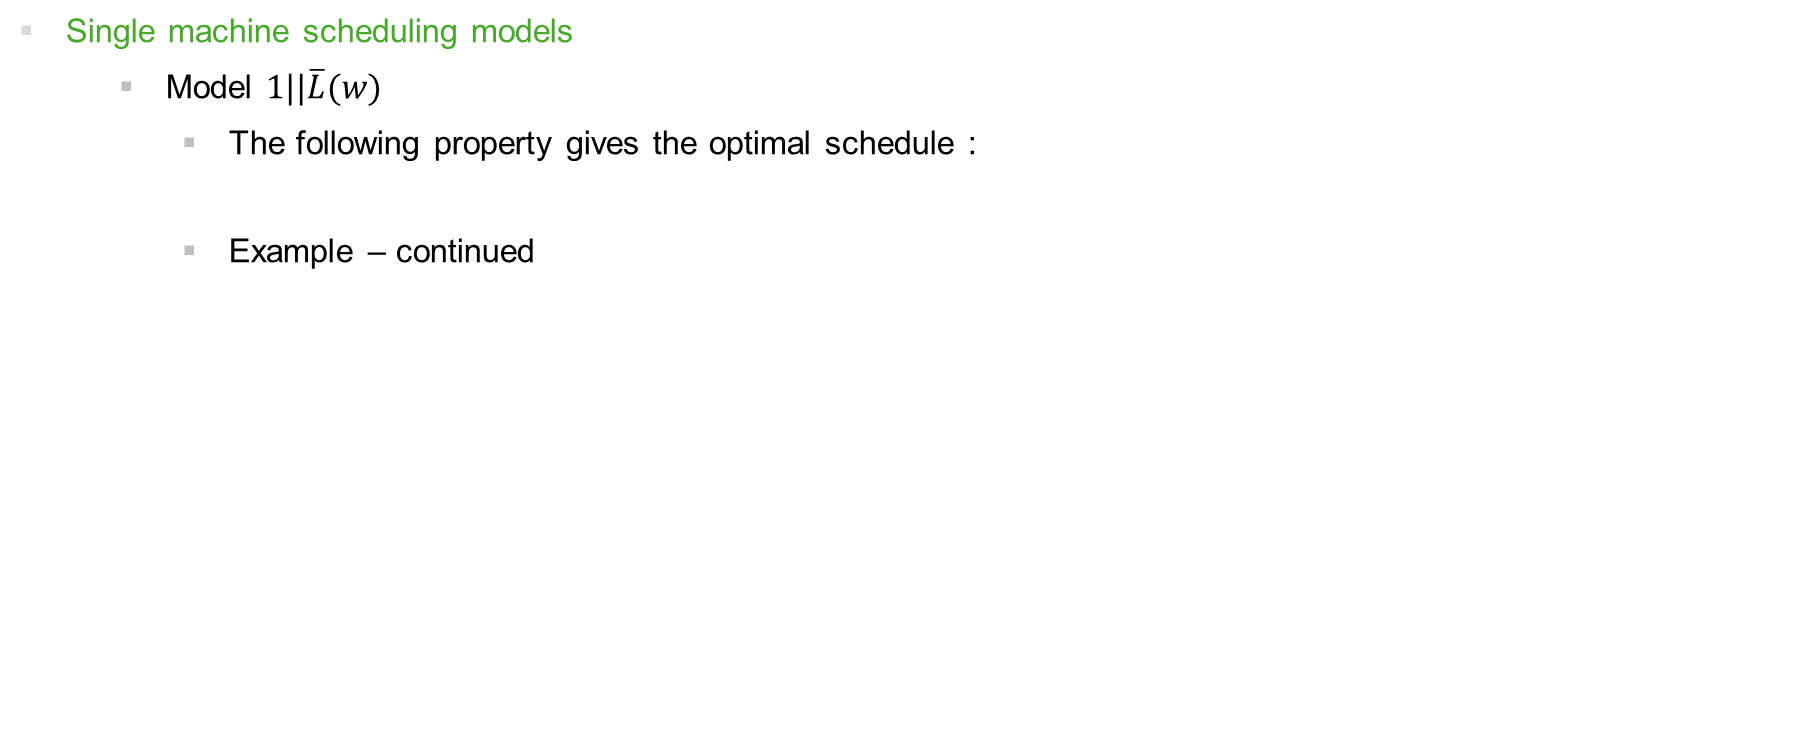 Single machine scheduling models
Model 1||L̄(w)
The following property gives the optimal schedule :
Example – continued